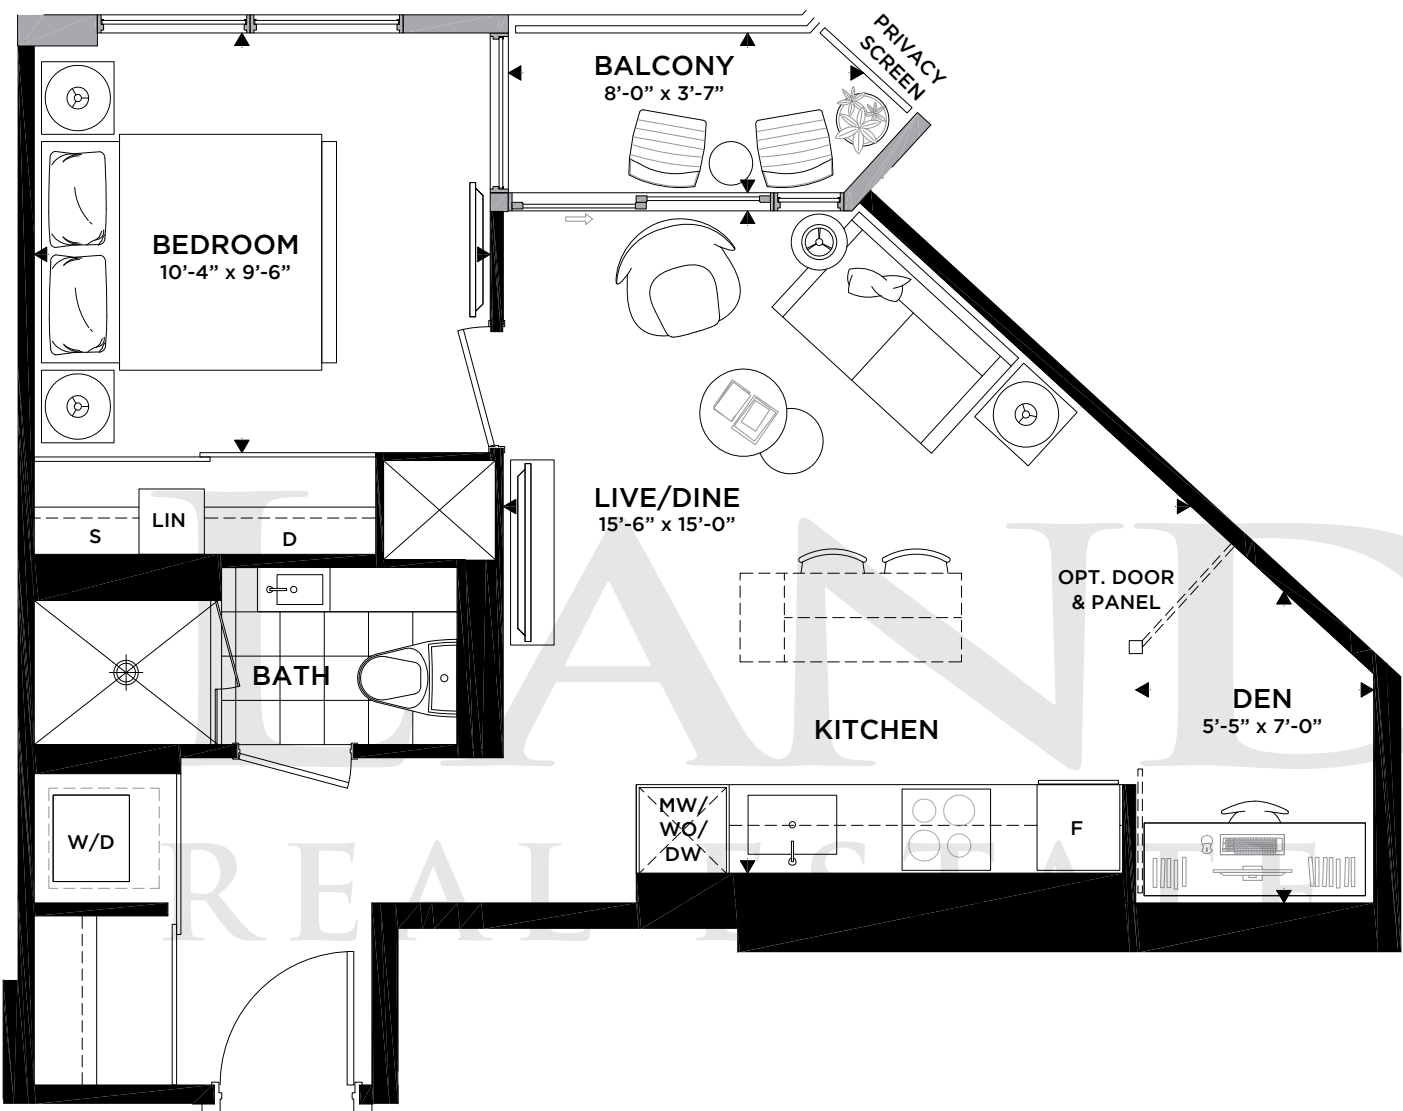 PRIVACY
SCREEN
BALCONY
8’-0” x 3’-7”
BEDROOM
10’-4” x 9’-6”
LIVE/DINE
15’-6” x 15’-0”
S
LIN
D
OPT. DOOR
& PANEL
BATH
DEN
5’-5” x 7’-0”
KITCHEN
W/D
MW/
WO/
DW
F
LAND
REAL ESTATE